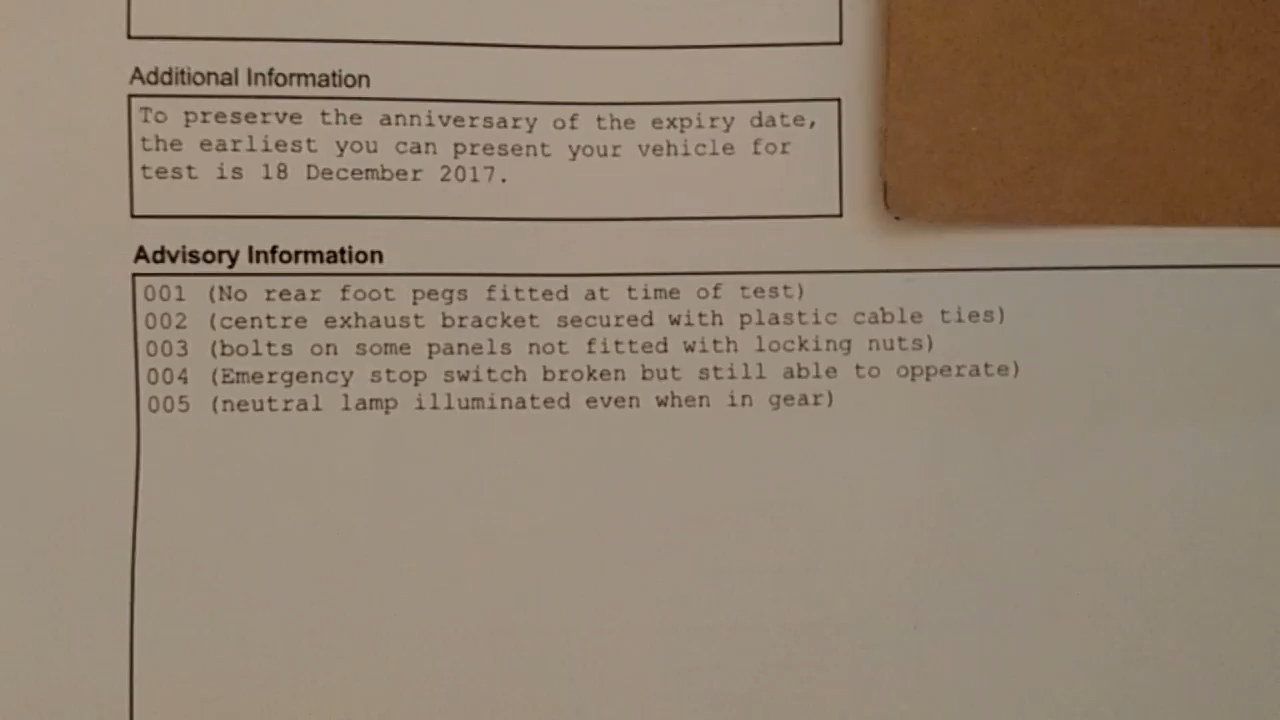 Additional Information
To preserve the anniversary of the expiry date,
the earliest you can present your vehicle for
test is 18 December 2017.
Advisory Information
001 (No rear foot pegs fitted at time of test)
002 (centre exhaust bracket secured with plastic cable ties)
003 (bolts on some panels not fitted with locking nuts)
004 (Emergency stop switch broken but still able to opperate)
005 (neutral lamp illuminated even when in gear)